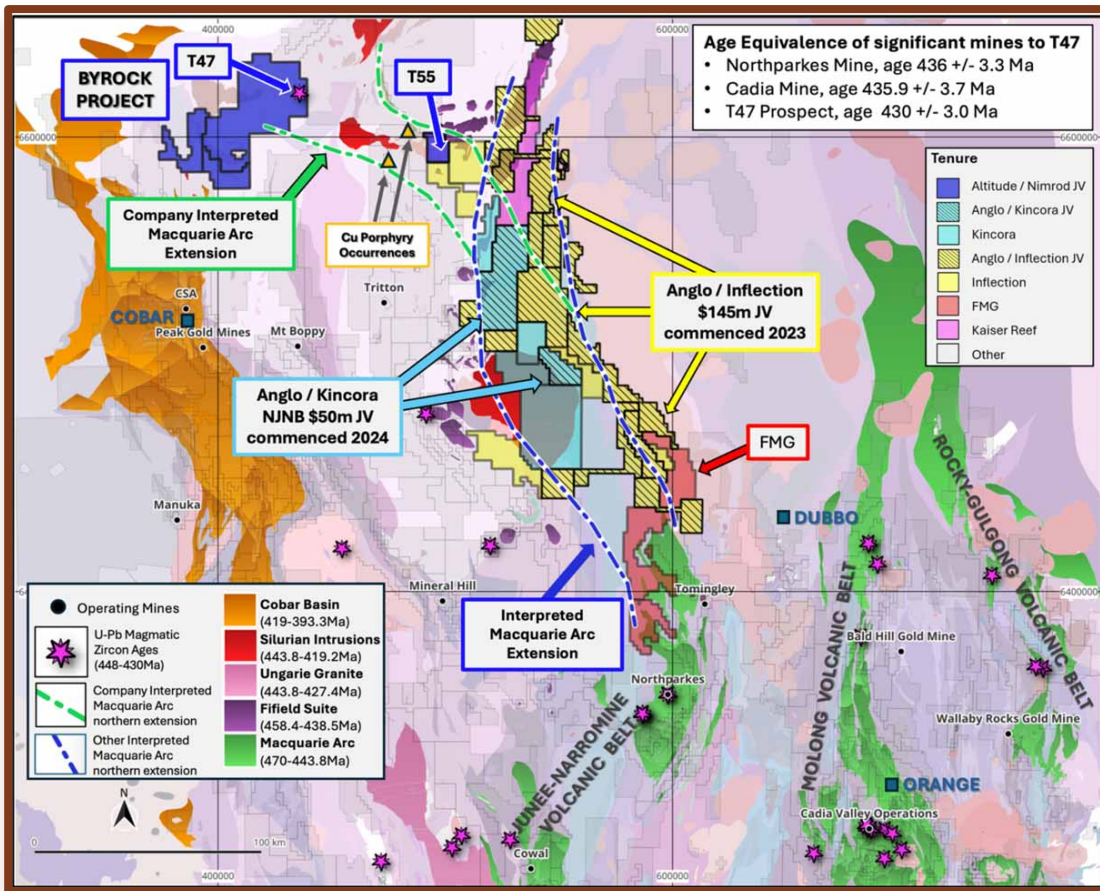 400000
600000
T47
BYROCK
PROJECT
T55
Age Equivalence of significant mines to T47
• Northparkes Mine, age 436 +/- 3.3 Ma
• Cadia Mine, age 435.9 +/- 3.7 Ma
• T47 Prospect, age 430 +/- 3.0 Ma
6600000
6600000
Tenure
Altitude / Nimrod JV
Anglo / Kincora JV
Kincora
Anglo / Inflection JV
Inflection
FMG
Kaiser Reef
Other
Company Interpreted
Macquarie Arc
Extension
Cu Porphyry
Occurrences
Tritton
CSA
COBAR
Peak Gold Mines
Mt Boppy
Anglo / Inflection
$145m JV
commenced 2023
Anglo / Kincora
NJNB $50m JV
commenced 2024
FMG
Manuka
DUBBO
ROCKY-GULGONG VOLCANIC BELT
Mineral Hill
Interpreted
Macquarie Arc
Extension
Tomingley
6400000
Bald Hill Gold Mine
MOLONG VOLCANIC BELT
Northparkes
Wallaby Rocks Gold Mine
JUNEE-NARROMINE
VOLCANIC BELT
ORANGE
Cadia Valley Operations
Cowal
Operating Mines
U-Pb Magmatic
Zircon Ages
(448-430Ma)
Company Interpreted
Macquarie Arc
northern extension
Other Interpreted
Macquarie Arc
northern extension
Cobar Basin
(419-393.3Ma)
Silurian Intrusions
(443.8-419.2Ma)
Ungarie Granite
(443.8-427.4Ma)
Fifield Suite
(458.4-438.5Ma)
Macquarie Arc
(470-443.8Ma)
N
0
100 km
400000
600000